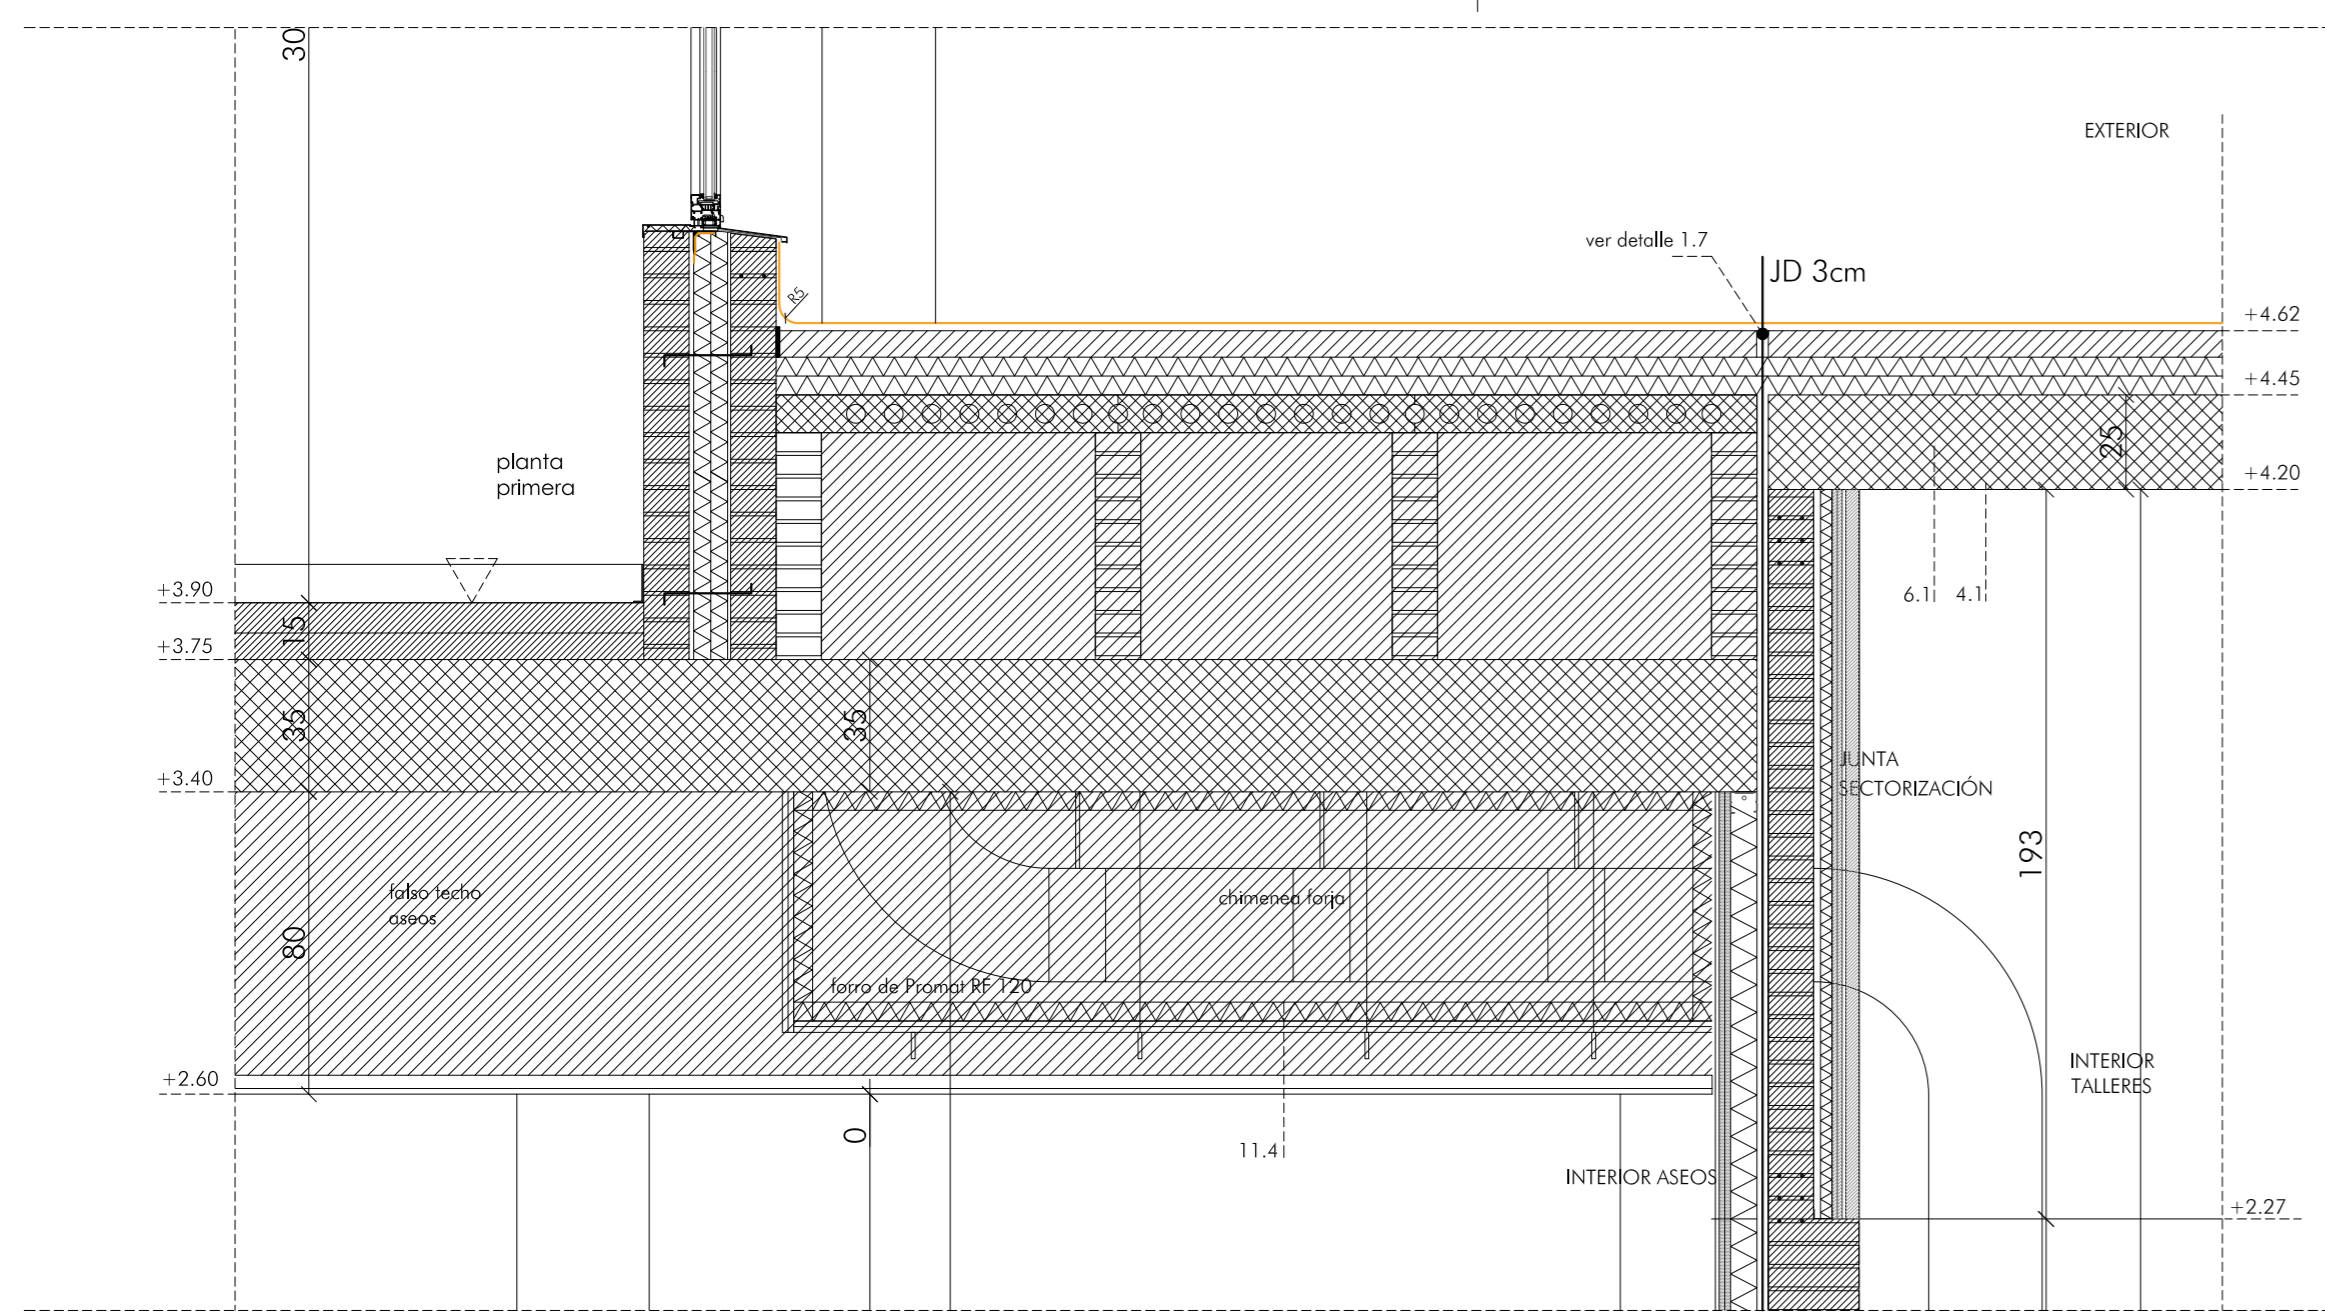 30
EXTERIOR
ver detalle 1.7
JD 3cm
R5
+4.62
+4.45
25
planta
primera
+4.20
+3.90
6.1
4.1
15
+3.75
35
35
JUNTA
SECTORIZACIÓN
+3.40
193
falso techo
aseos
chimenea forja
80
forro de Promat RF 120
INTERIOR
TALLERES
+2.60
0
11.4
INTERIOR ASEOS
+2.27